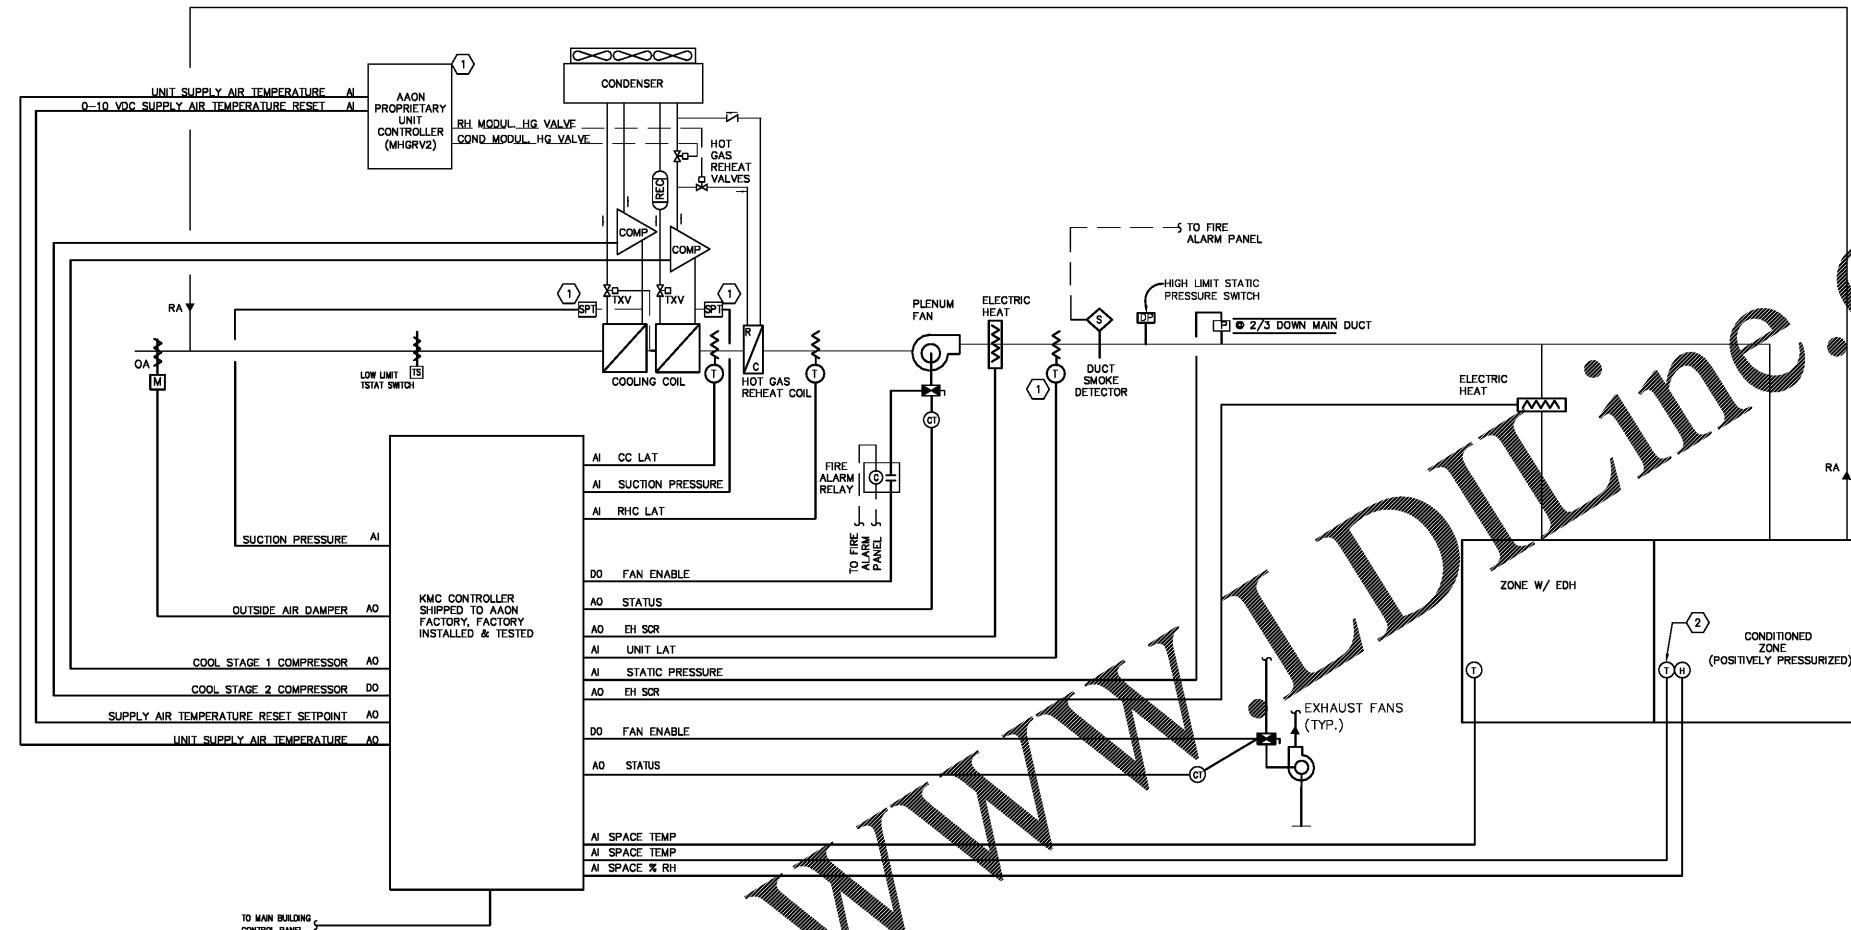 UNIT SUPPLY AIR TEMPERATURE AI
0-10 VDC SUPPLY AIR TEMPERATURE RESET AI
AAON
PROPRIETARY
UNIT
CONTROLLER
(MHGRV2)
1
RH MODUL. HG VALVE
COND MODUL. HG VALVE
CONDENSER
HOT
GAS
REHEAT
VALVES
REC
COMP
COMP
TO FIRE
ALARM PANEL
RA
1
SPT
TXV
TXV
SPT
1
OA
M
LOW LIMIT
TSTAT SWITCH
TS
COOLING COIL
T
R
C
HOT GAS
REHEAT COIL
T
PLENUM
FAN
CT
ELECTRIC
HEAT
1
T
S
DUCT
SMOKE
DETECTOR
HIGH LIMIT STATIC
PRESSURE SWITCH
DP
P
@ 2/3 DOWN MAIN DUCT
ELECTRIC
HEAT
RA
FIRE
ALARM
RELAY
C
TO FIRE
ALARM
PANEL
KMC CONTROLLER
SHIPPED TO AAON
FACTORY, FACTORY
INSTALLED & TESTED
SUCTION PRESSURE AI
OUTSIDE AIR DAMPER AO
COOL STAGE 1 COMPRESSOR AO
COOL STAGE 2 COMPRESSOR DO
SUPPLY AIR TEMPERATURE RESET SETPOINT AO
UNIT SUPPLY AIR TEMPERATURE AO
AI CC LAT
AI SUCTION PRESSURE
AI RHC LAT
DO FAN ENABLE
AO STATUS
AO EH SCR
AI UNIT LAT
AI STATIC PRESSURE
AO EH SCR
DO FAN ENABLE
AO STATUS
AI SPACE TEMP
AI SPACE TEMP
AI SPACE % RH
CT
EXHAUST FANS
(TYP.)
ZONE W/ EDH
T
2
T
H
CONDITIONED
ZONE
(POSITIVELY PRESSURIZED)
TO MAIN BUILDING
CONTROL PANEL
www.LDILine.